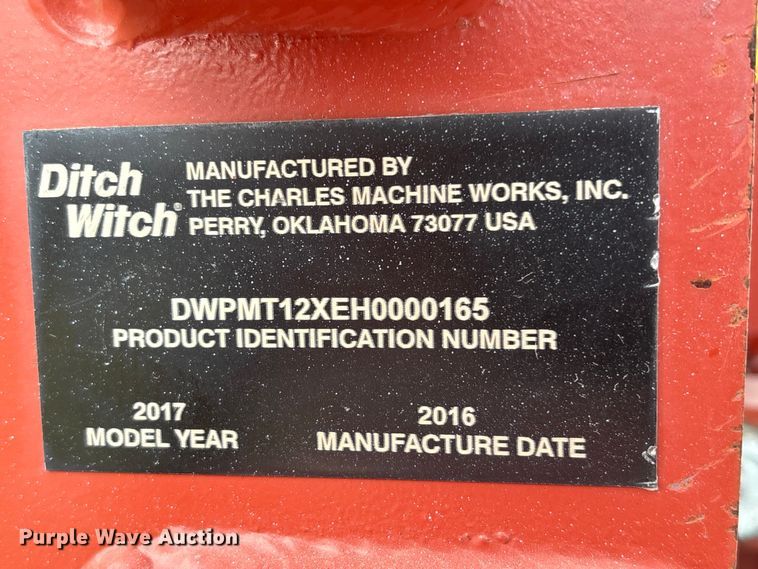 Ditch
Witch®
MANUFACTURED BY
THE CHARLES MACHINE WORKS, INC.
PERRY, OKLAHOMA 73077 USA
DWPMT12XEH0000165
PRODUCT IDENTIFICATION NUMBER
2017
MODEL YEAR
2016
MANUFACTURE DATE
Purple Wave Auction